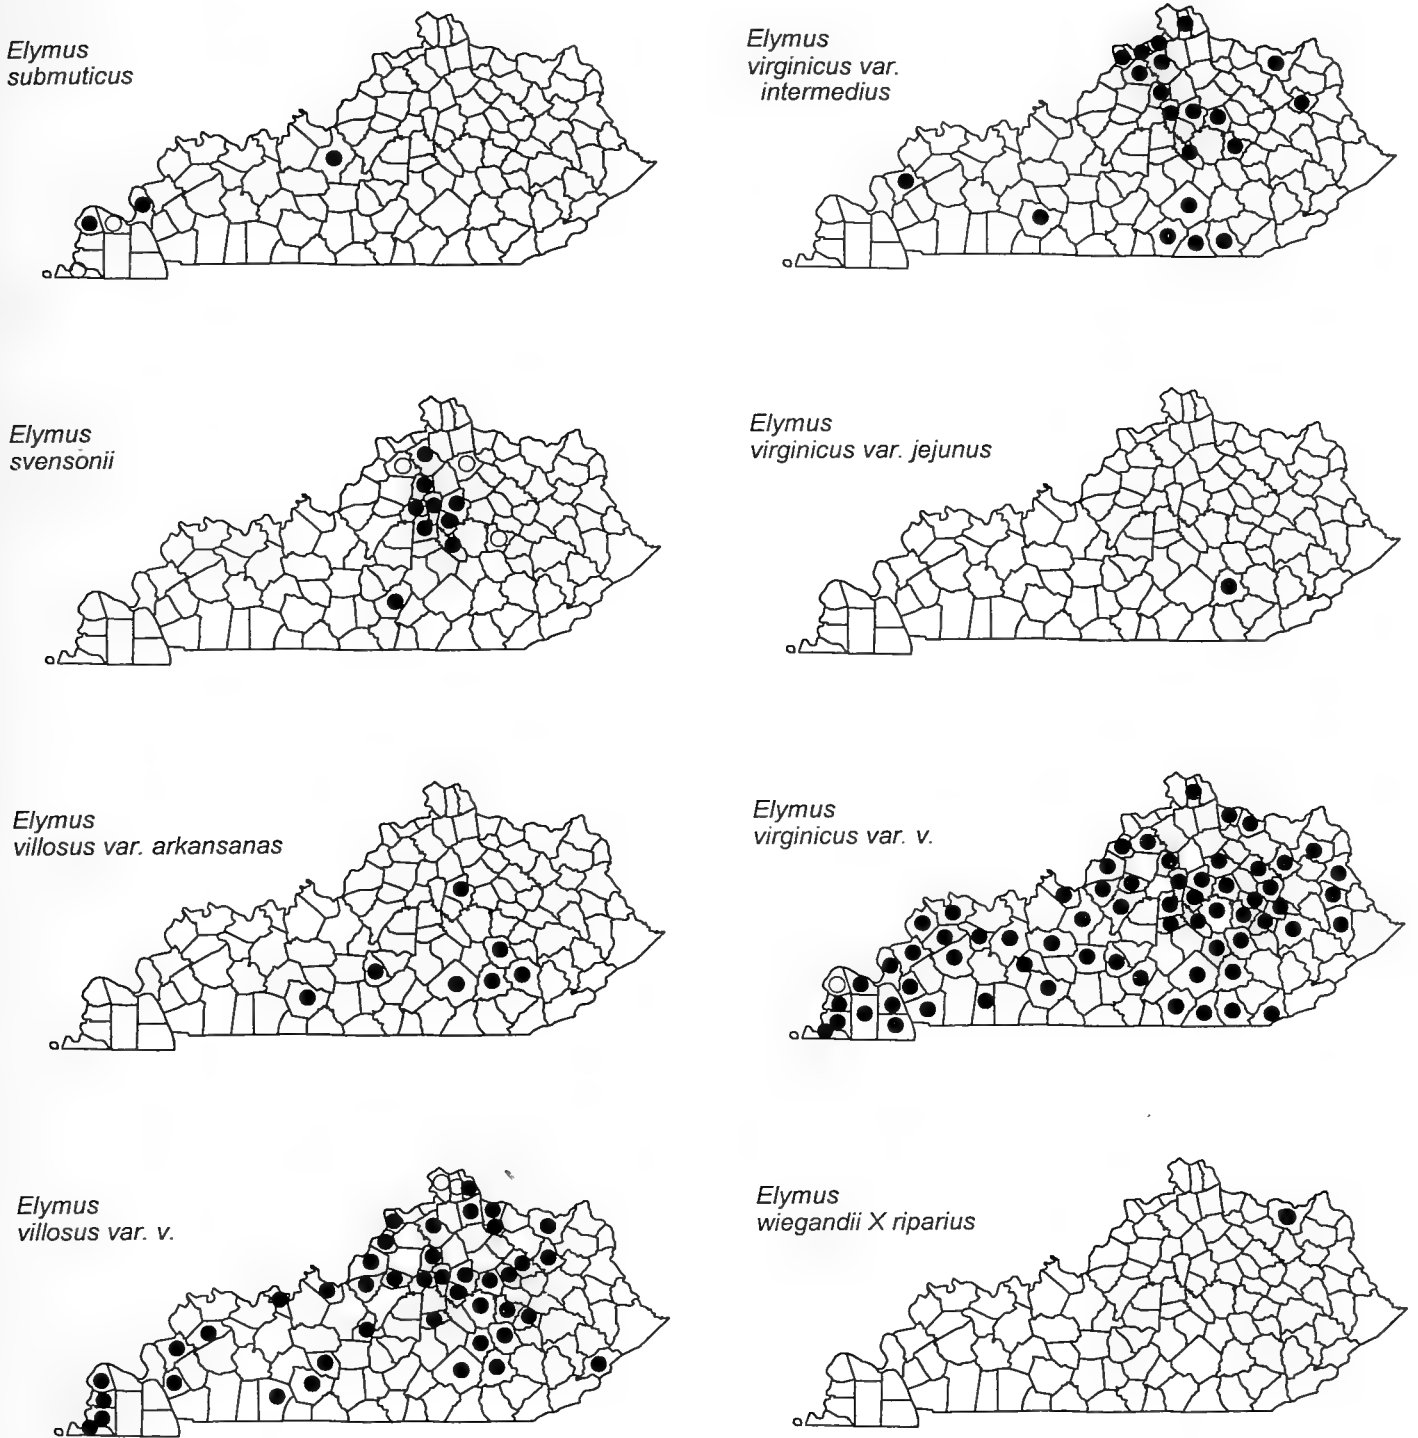 Elymus
submuticus
Elymus
virginicus var.
intermedius
Elymus
svensonii
Elymus
virginicus var. jejunus
Elymus
villosus var. arkansanas
Elymus
virginicus var. v.
Elymus
villosus var. v.
Elymus
wiegandii X riparius